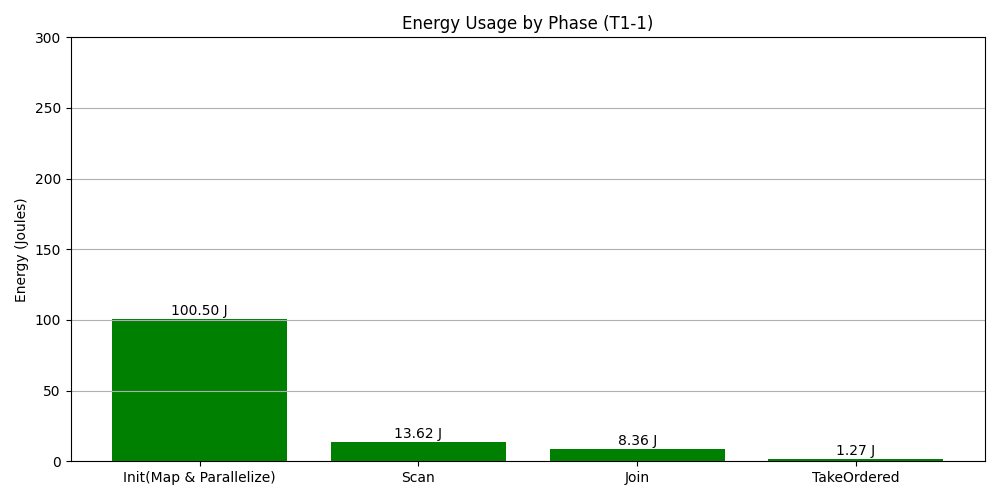 Energy Usage by Phase (T1-1)
Energy (Joules)
300
250
200
150
100
50
0
100.50 J
13.62 J
8.36 J
1.27 J
Init(Map & Parallelize)
Scan
Join
TakeOrdered